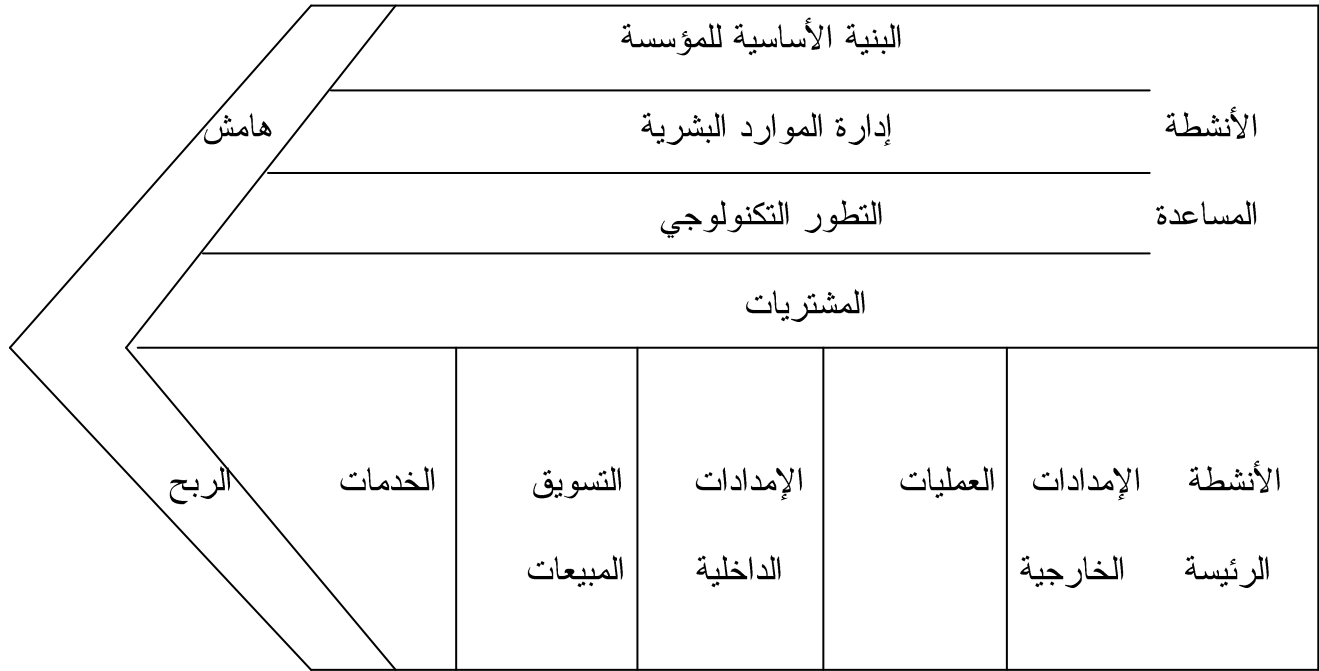 البنية الأساسية للمؤسسة
الأنشطة
إدارة الموارد البشرية
هامش
المساعدة
التطور التكنولوجي
المشتريات
الأنشطة
الرئيسة
الإمدادات
الخارجية
العمليات
الإمدادات
الداخلية
التسويق
المبيعات
الخدمات
الربح